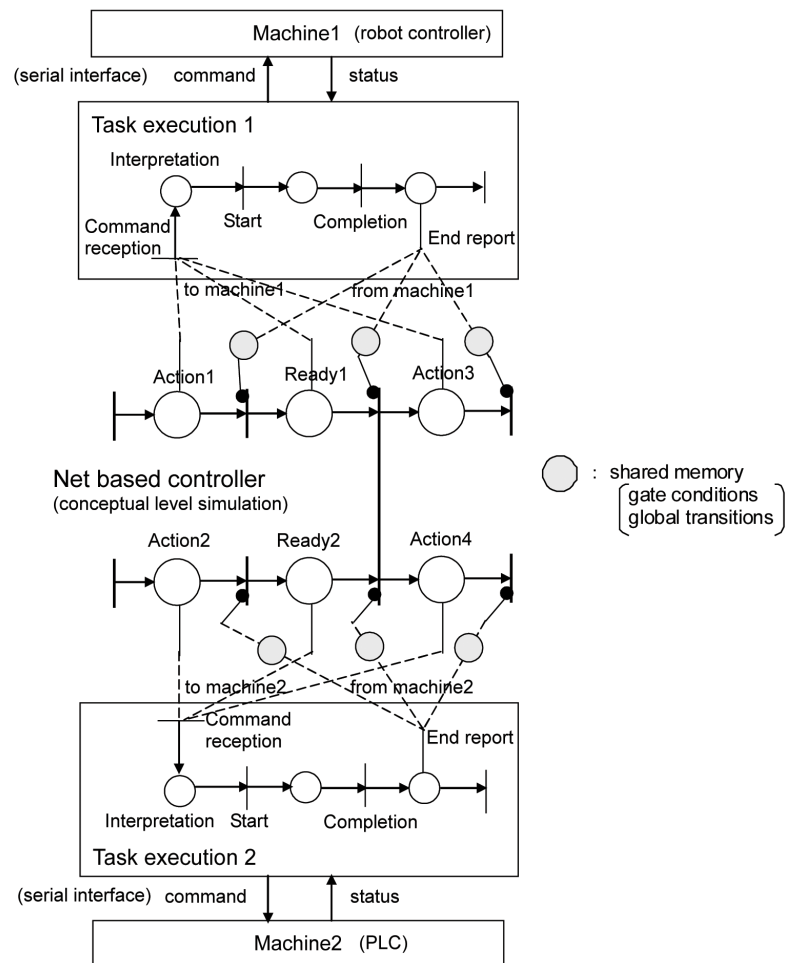 Machine1 (robot controller)
(serial interface) command status
Task execution 1
Interpretation
Start Completion
Command
reception
End report
to machine1 from machine1
Action1 Ready1 Action3
Net based controller
(conceptual level simulation)
: shared memory
gate conditions
global transitions
Action2 Ready2 Action4
to machine2 from machine2
Command
reception
End report
Interpretation Start Completion
Task execution 2
(serial interface) command status
Machine2 (PLC)